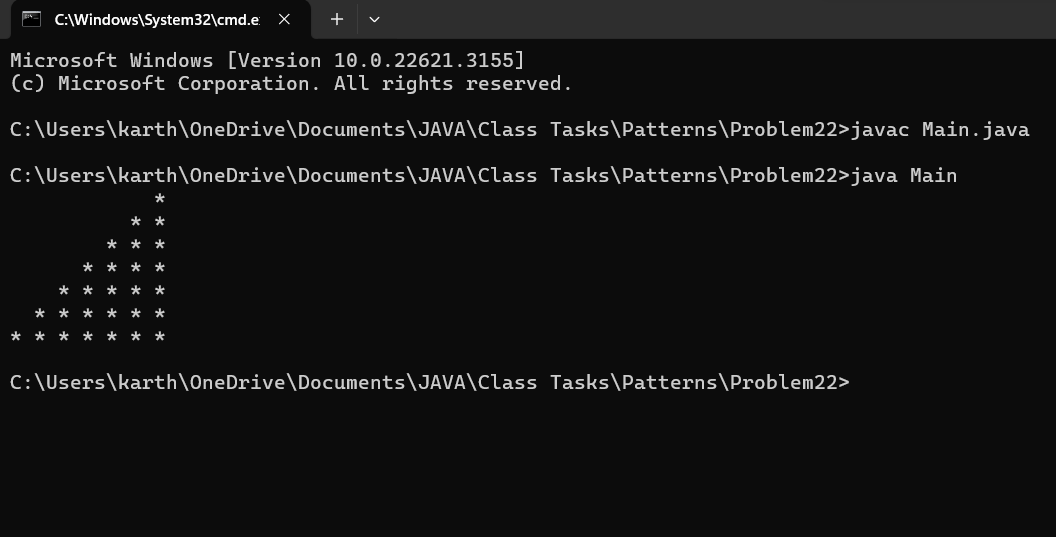 C:\Windows\System32\cmd.e
Microsoft Windows [Version 10.0.22621.3155]
(c) Microsoft Corporation. All rights reserved.
C:\Users\karth\OneDrive\Documents\JAVA\Class Tasks\Patterns\Problem22>javac Main.java
C:\Users\karth\OneDrive\Documents\JAVA\Class Tasks\Patterns\Problem22>java Main
            *
          * *
        * * *
      * * * *
    * * * * *
  * * * * * *
* * * * * * *
C:\Users\karth\OneDrive\Documents\JAVA\Class Tasks\Patterns\Problem22>